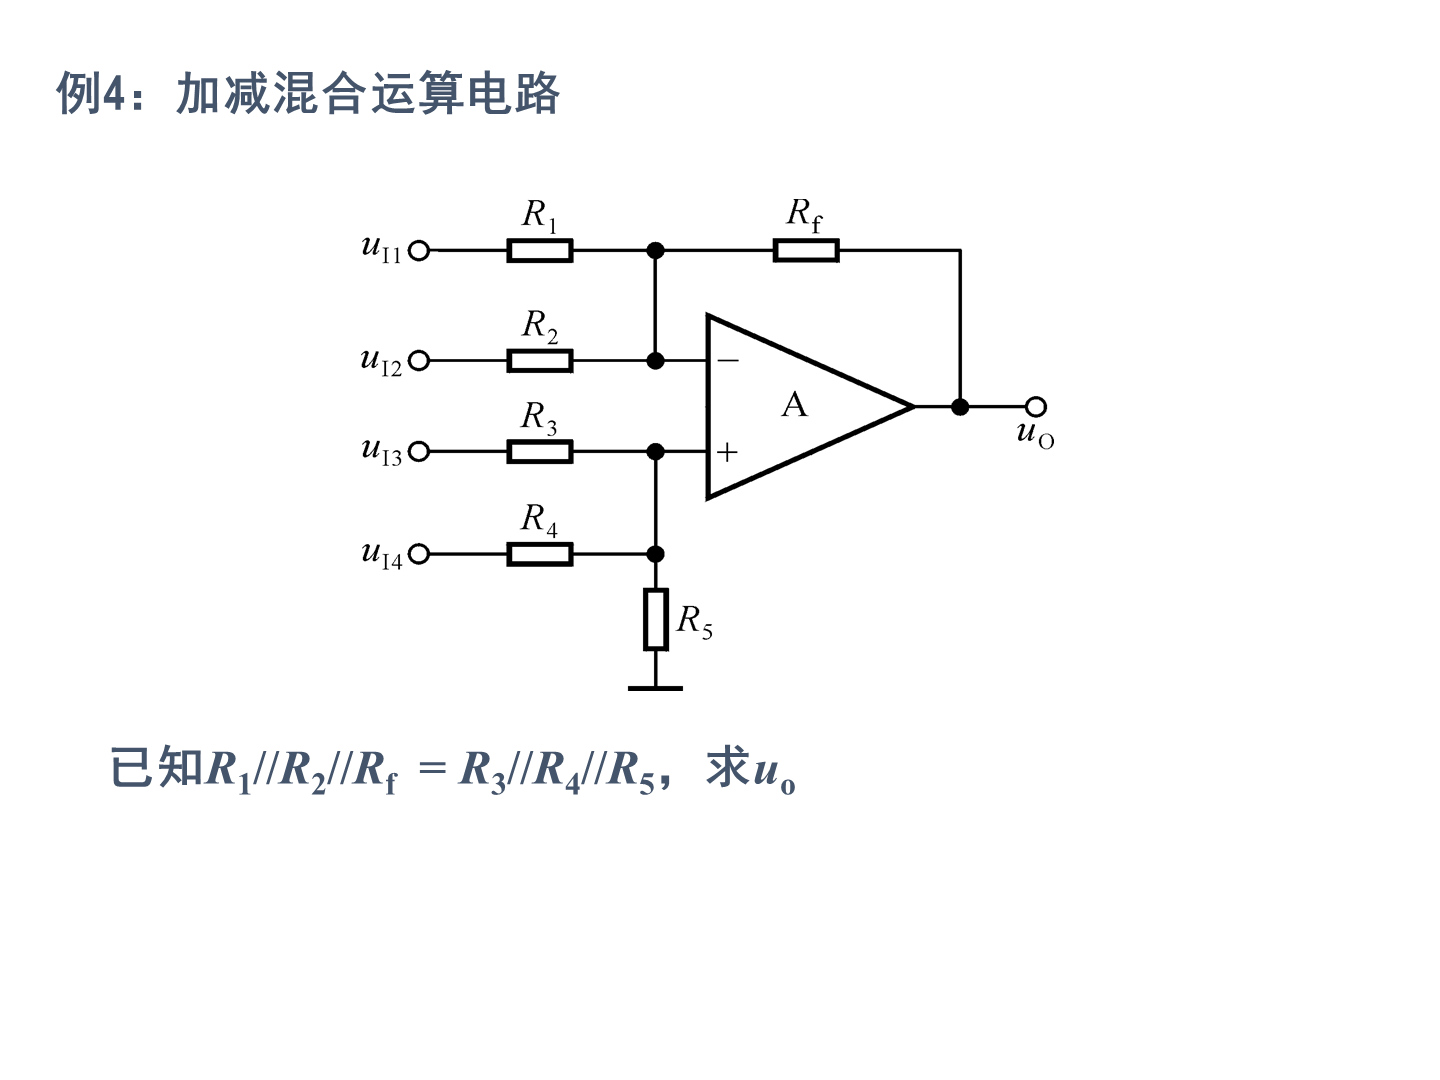 例4：加减混合运算电路
R1 Rf
uI1
R2
uI2 −
A
R3
uI3 +
uO
R4
uI4
R5
已知R1//R2//Rf = R3//R4//R5，求uo